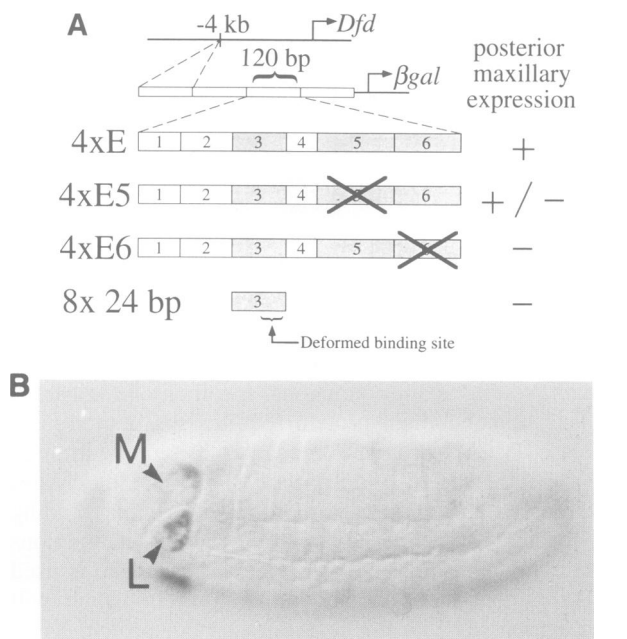 A
-4 kb
Dfd
120 bp
βgal
posterior
maxillary
expression
4xE 1 2 3 4 5 6 +
4xE5 1 2 3 4 6 + / -
4xE6 1 2 3 4 5 -
8x 24 bp 3 -
Deformed binding site
B
M
L